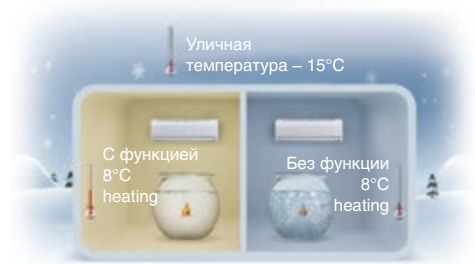 Уличная
температура – 15°C
С функцией
8°C
heating
Без функции
8°C
heating